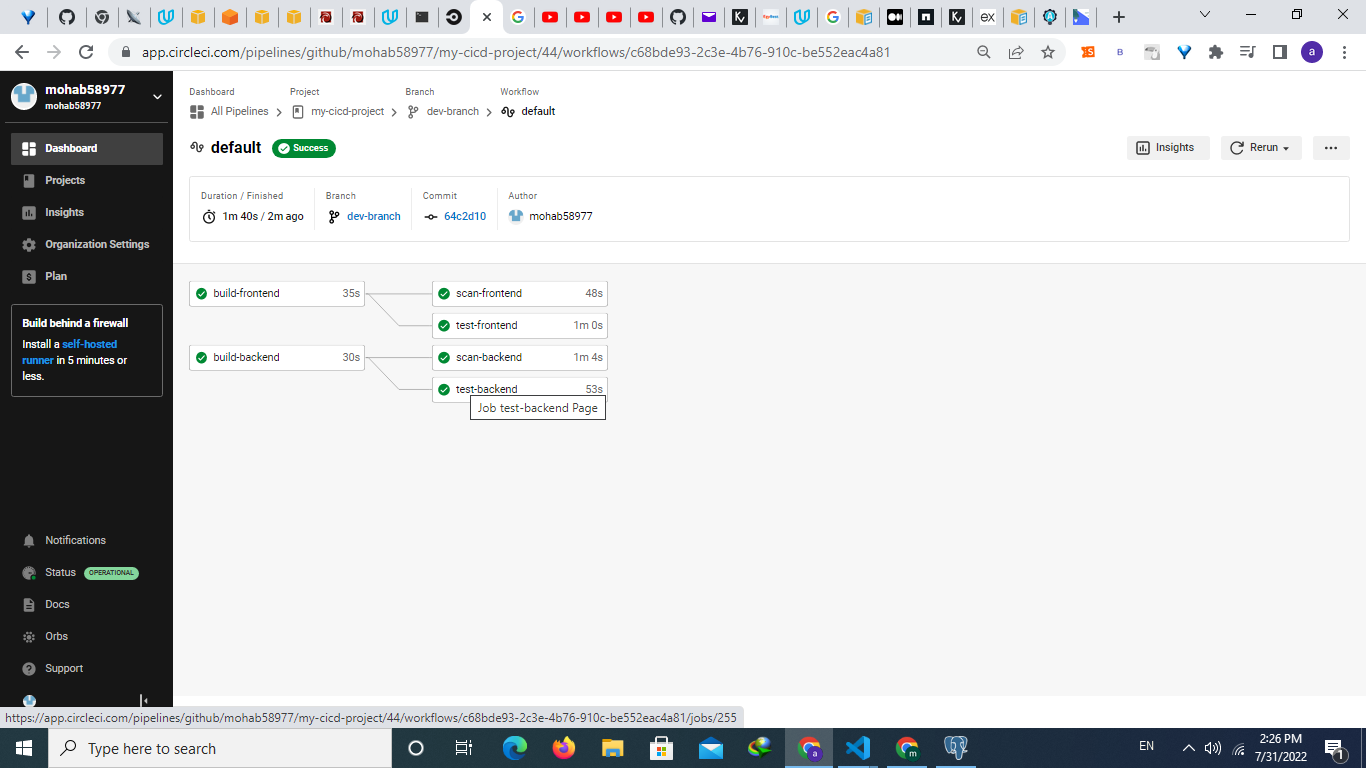 app.circleci.com/pipelines/github/mohab58977/my-cicd-project/44/workflows/c68bde93-2c3e-4b76-910c-be552eac4a81
mohab58977
mohab58977
Dashboard
Projects
Insights
Organization Settings
Plan
Build behind a firewall
Install a self-hosted
runner in 5 minutes or
less.
Notifications
Status OPERATIONAL
Docs
Orbs
Support
Dashboard Project Branch Workflow
All Pipelines my-cicd-project dev-branch default
default Success
Insights Rerun
Duration / Finished Branch Commit Author
1m 40s / 2m ago dev-branch 64c2d10 mohab58977
build-frontend 35s scan-frontend 48s
test-frontend 1m 0s
build-backend 30s scan-backend 1m 4s
test-backend 53s
Job test-backend Page
https://app.circleci.com/pipelines/github/mohab58977/my-cicd-project/44/workflows/c68bde93-2c3e-4b76-910c-be552eac4a81/jobs/255
Type here to search
EN
2:26 PM
7/31/2022
1